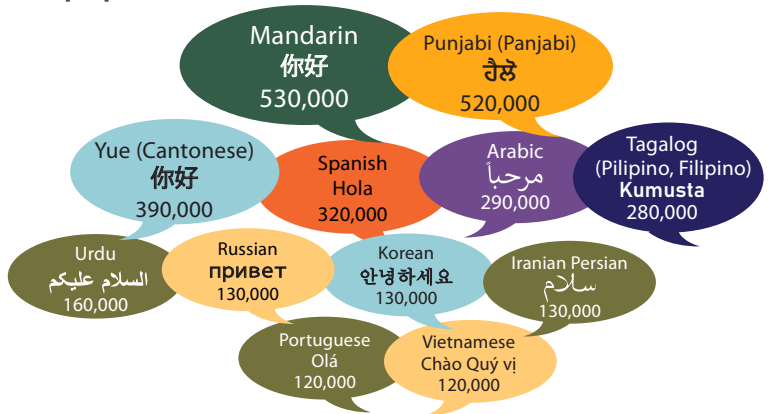 Mandarin
你好
530,000
Punjabi (Panjabi)
ਹੈਲੋ
520,000
Yue (Cantonese)
你好
390,000
Spanish
Hola
320,000
Arabic
مرحباً
290,000
Tagalog
(Pilipino, Filipino)
Kumusta
280,000
Urdu
السلام علیکم
160,000
Russian
привет
130,000
Korean
안녕하세요
130,000
Iranian Persian
سلام
130,000
Portuguese
Olá
120,000
Vietnamese
Chào Quý vị
120,000